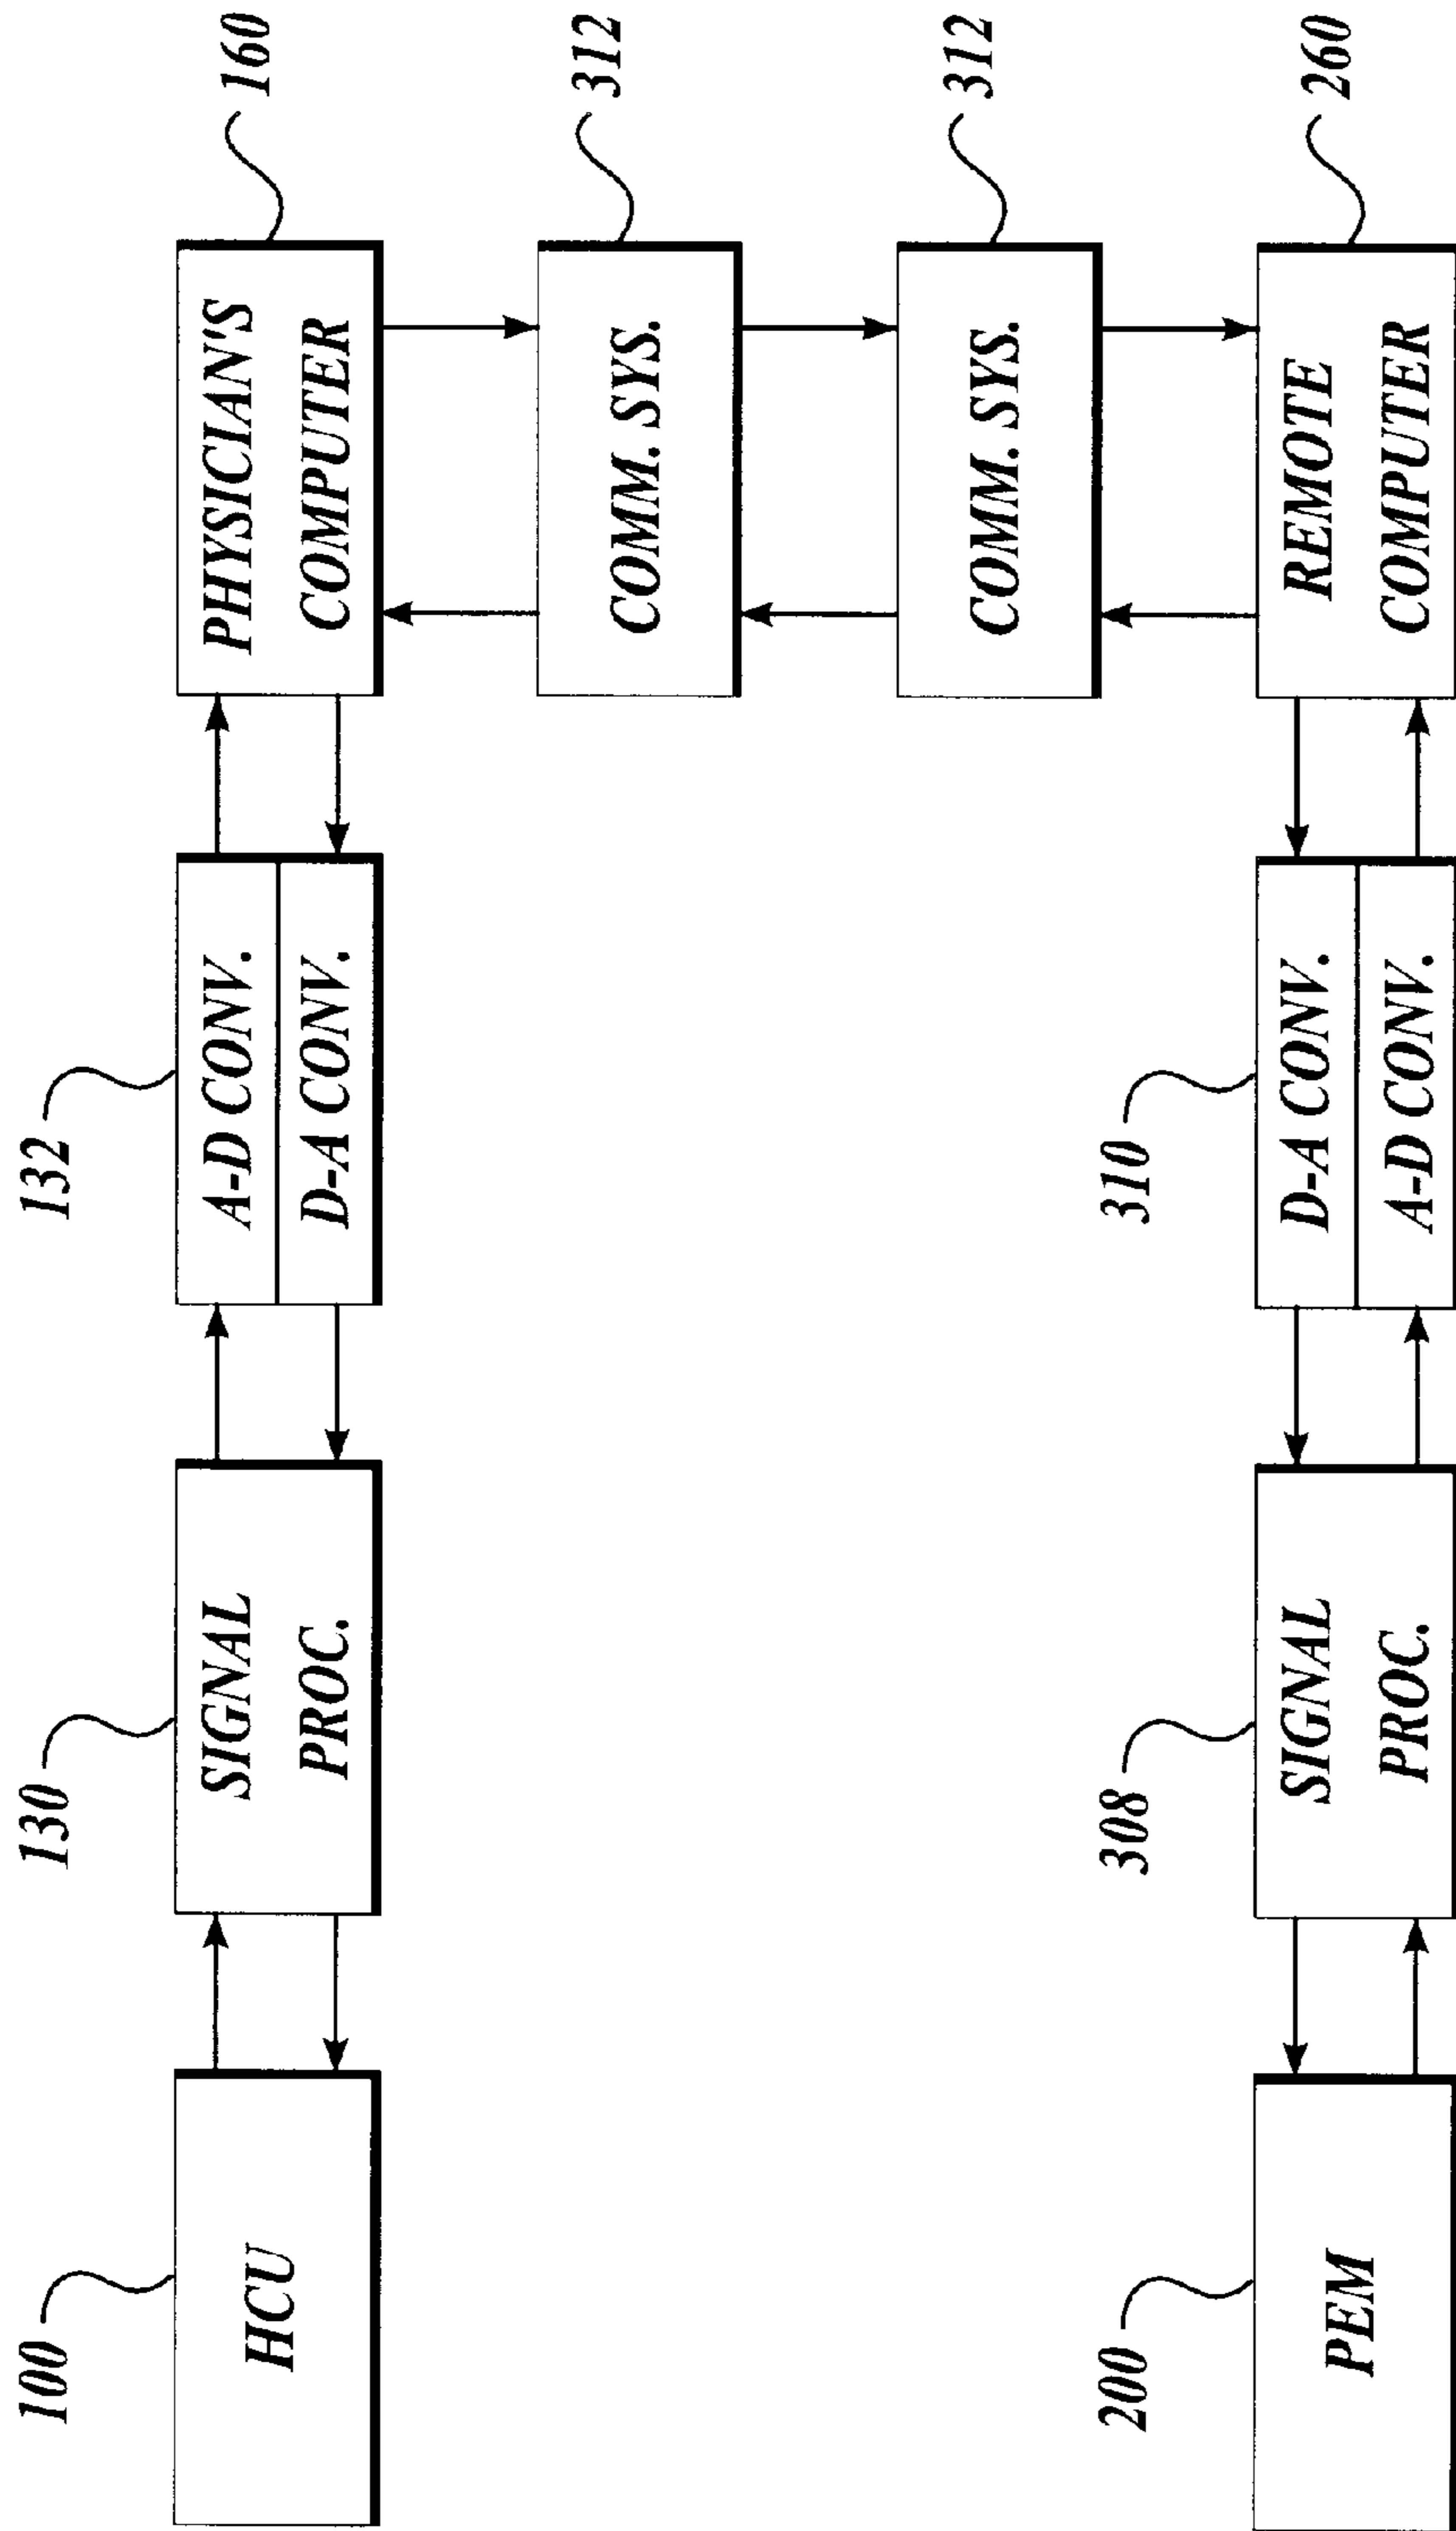 100
HCU
130
SIGNAL
PROC.
132
A-D CONV.
D-A CONV.
PHYSICIAN'S
COMPUTER
160
COMM. SYS.
312
COMM. SYS.
312
200
PEM
308
SIGNAL
PROC.
310
D-A CONV.
A-D CONV.
REMOTE
COMPUTER
260